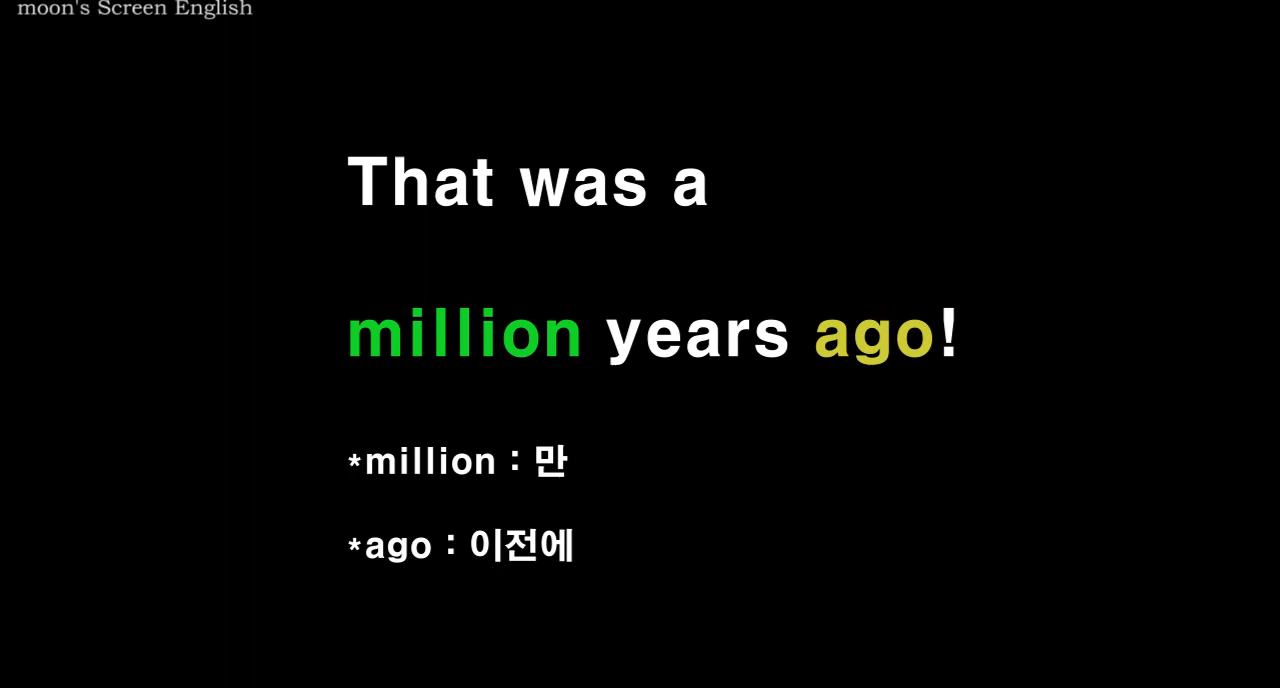 moon's Screen English
That was a
million years ago!
*million : 만
*ago : 이전에